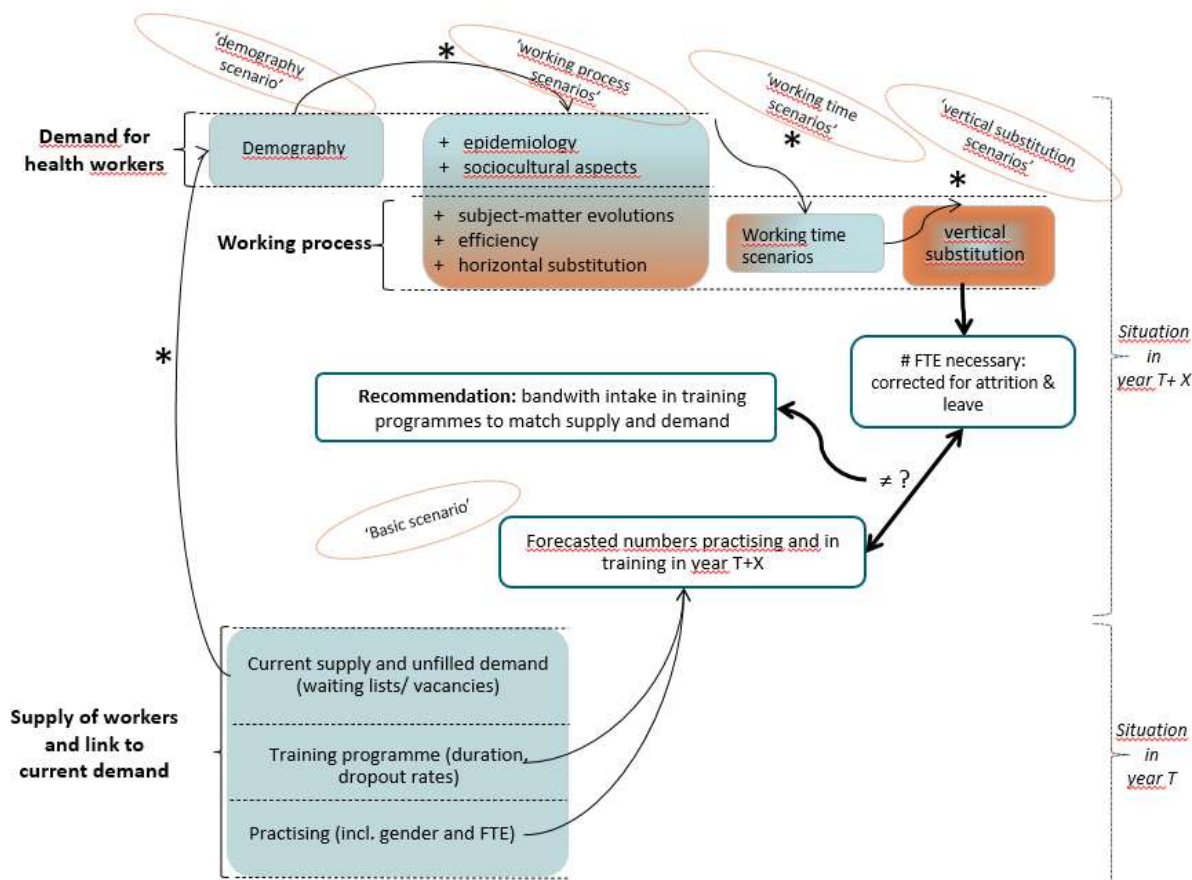 'demography
scenario'
*
'working process
scenarios'
'working time
scenarios'
*
'vertical substitution
scenarios'
*
Demand for
health workers
Demography
+ epidemiology
+ sociocultural aspects
Working process
+ subject-matter evolutions
+ efficiency
+ horizontal substitution
Working time
scenarios
vertical
substitution
*
Situation
in
year T+ X
# FTE necessary:
corrected for attrition &
leave
Recommendation: bandwith intake in training
programmes to match supply and demand
≠ ?
'Basic scenario'
Forecasted numbers practising and in
training in year T+X
Supply of workers
and link to
current demand
Current supply and unfilled demand
(waiting lists/ vacancies)
Training programme (duration,
dropout rates)
Practising (incl. gender and FTE)
Situation
in
year T